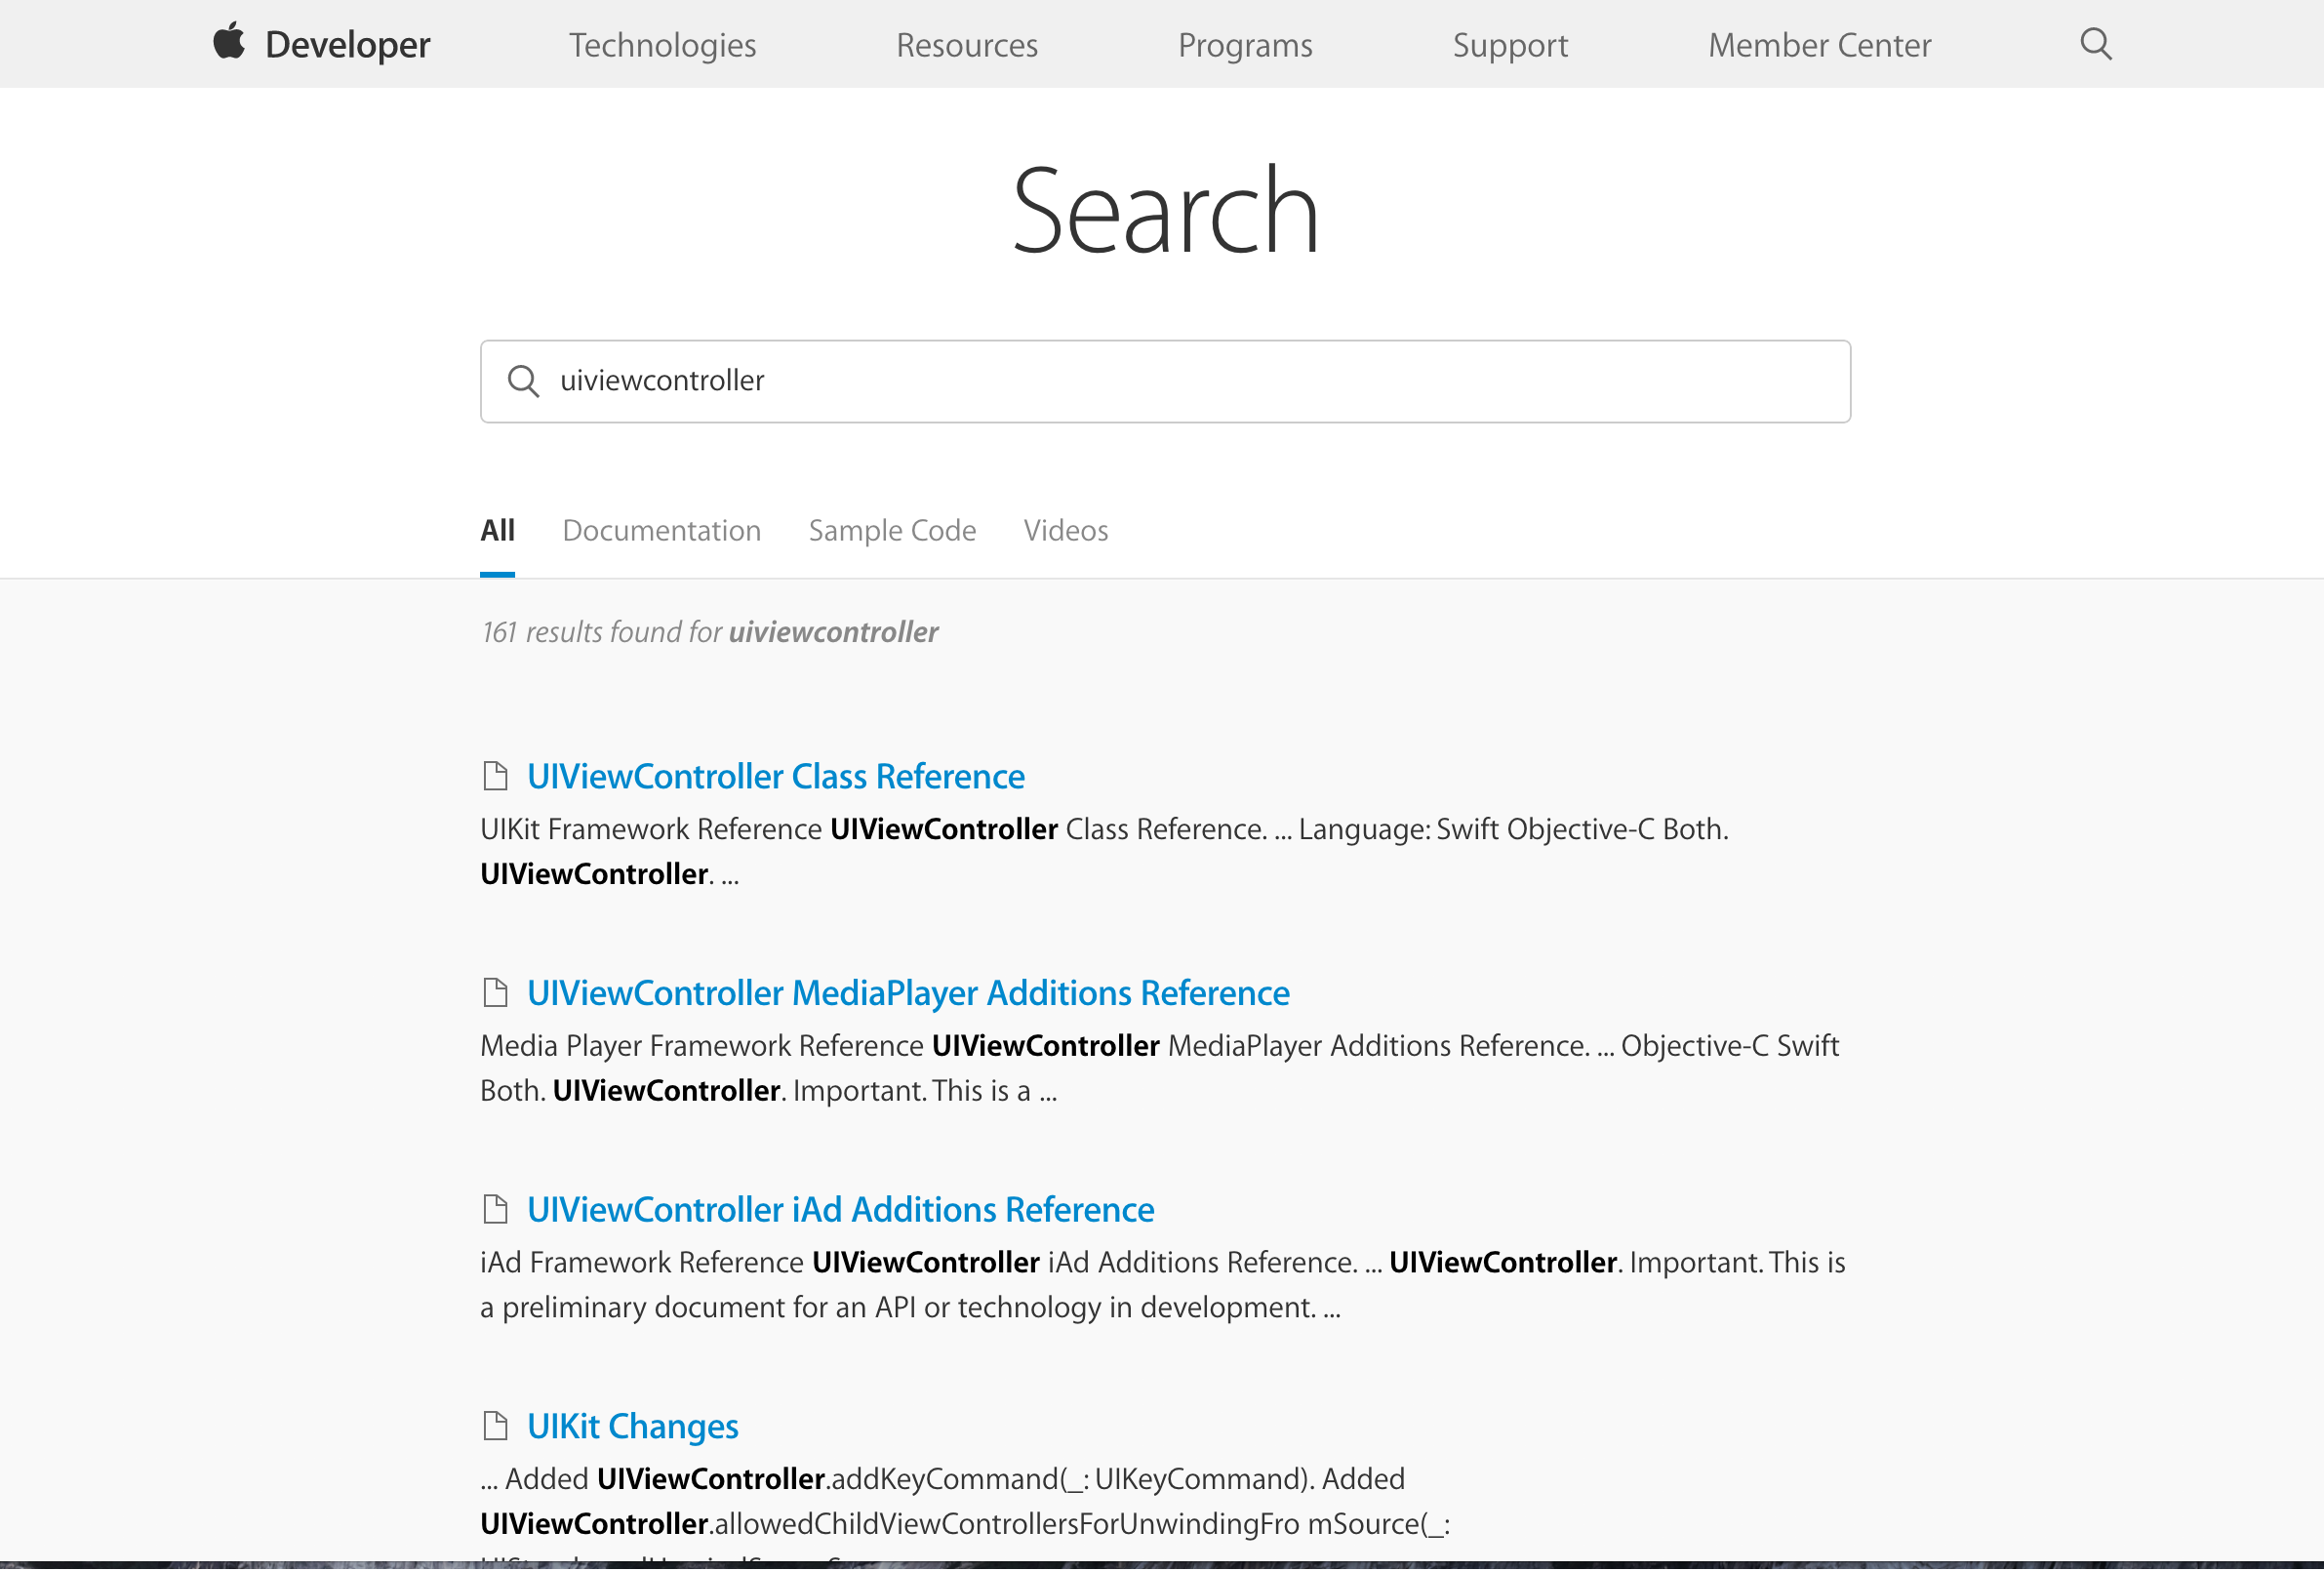 Developer Technologies Resources Programs Support Member Center
Search
uiviewcontroller
All Documentation Sample Code Videos
161 results found for uiviewcontroller
UIViewController Class Reference
UIKit Framework Reference UIViewController Class Reference. ... Language: Swift Objective-C Both.
UIViewController. ...
UIViewController MediaPlayer Additions Reference
Media Player Framework Reference UIViewController MediaPlayer Additions Reference. ... Objective-C Swift
Both. UIViewController. Important. This is a ...
UIViewController iAd Additions Reference
iAd Framework Reference UIViewController iAd Additions Reference. ... UIViewController. Important. This is
a preliminary document for an API or technology in development. ...
UIKit Changes
... Added UIViewController.addKeyCommand(_: UIKeyCommand). Added
UIViewController.allowedChildViewControllersForUnwindingFro mSource(_: